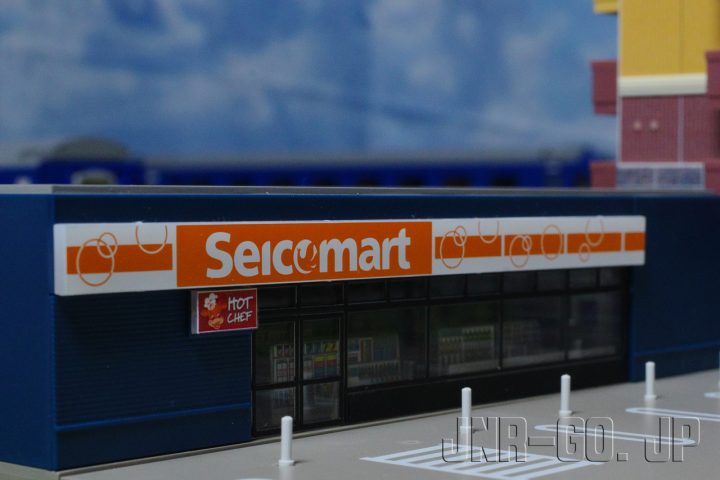 Seicomart
HOT
CHEF
JNR-GO.JP